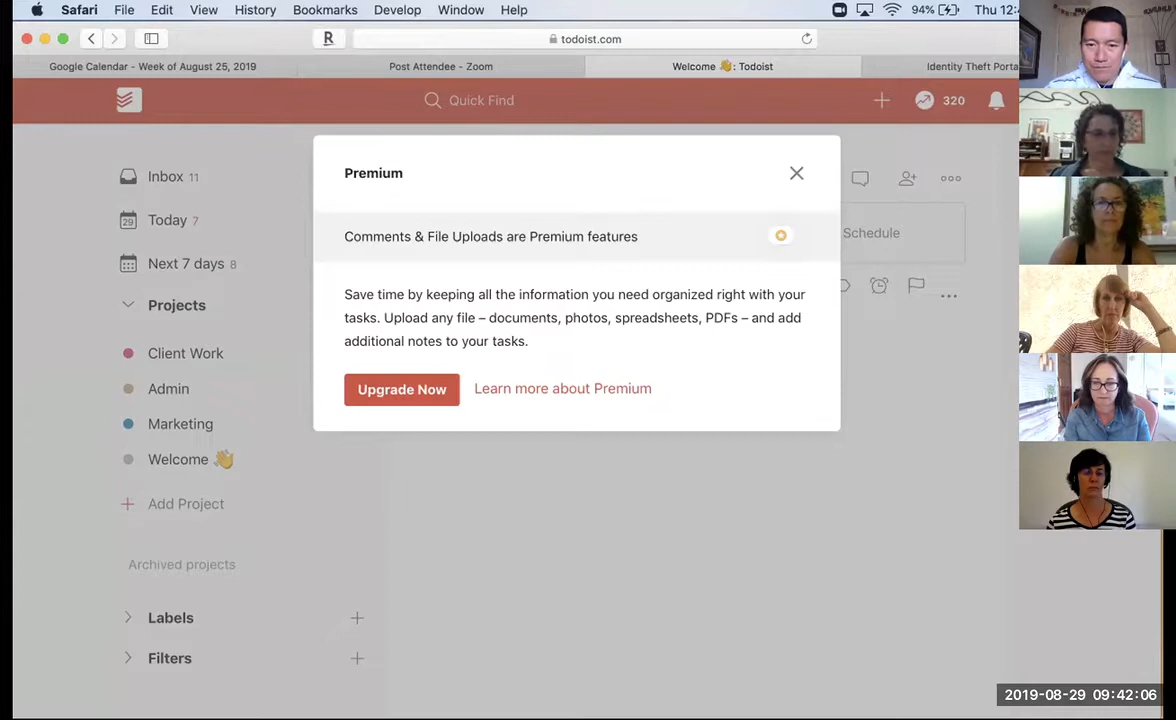 Safari File Edit View History Bookmarks Develop Window Help 94% Thu 12:
R todoist.com
Google Calendar - Week of August 25, 2019 Post Attendee - Zoom Welcome 👋: Todoist Identity Theft Porta
Quick Find 320
Premium
Inbox 11
Today 7
29
Comments & File Uploads are Premium features
Schedule
Next 7 days 8
Save time by keeping all the information you need organized right with your
tasks. Upload any file – documents, photos, spreadsheets, PDFs – and add
additional notes to your tasks.
Projects
Client Work
Upgrade Now Learn more about Premium
Admin
Marketing
Welcome 👋
Add Project
Archived projects
Labels
Filters
2019-08-29 09:42:06